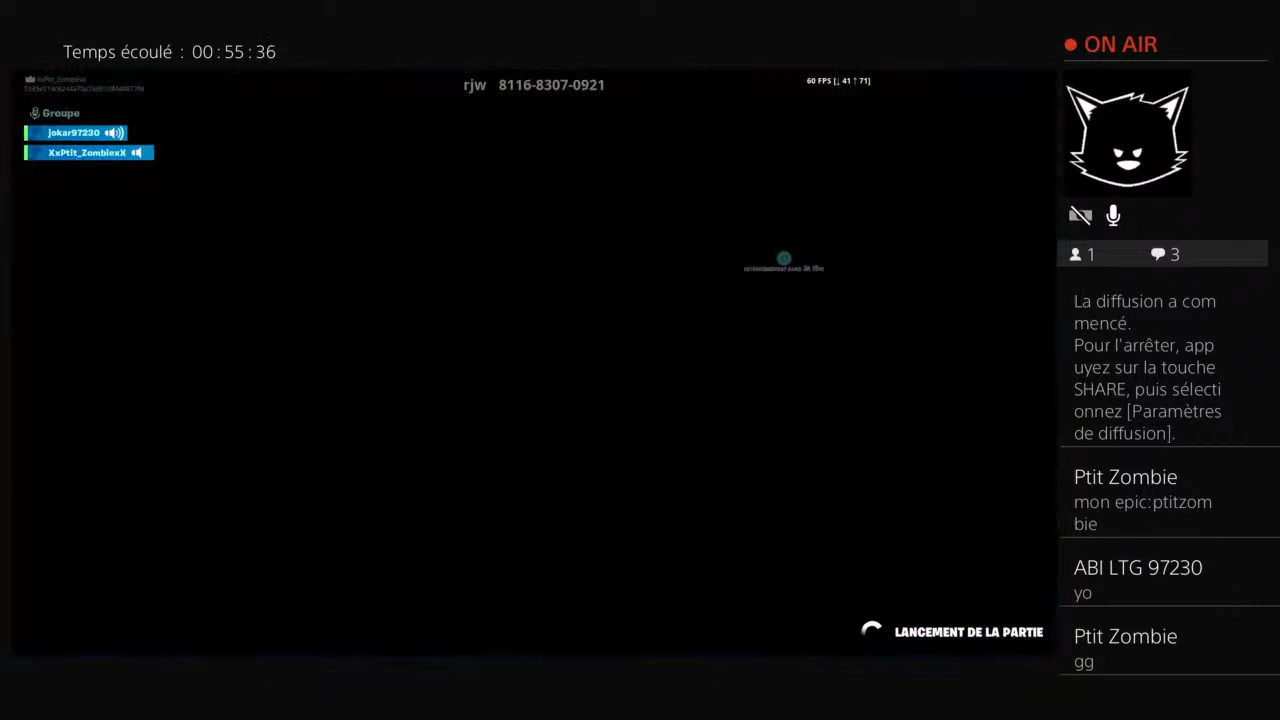 Temps écoulé : 00:55:36
ON AIR
rjw 8116-8307-0921
60 FPS [↓ 41 ↑ 71]
Groupe
jokar97230
XxPtit_ZombiexX
1
3
La diffusion a com
mencé.
Pour l'arrêter, app
uyez sur la touche
SHARE, puis sélecti
onnez [Paramètres
de diffusion].
Ptit Zombie
mon epic:ptitzom
bie
ABI LTG 97230
yo
Ptit Zombie
gg
LANCEMENT DE LA PARTIE